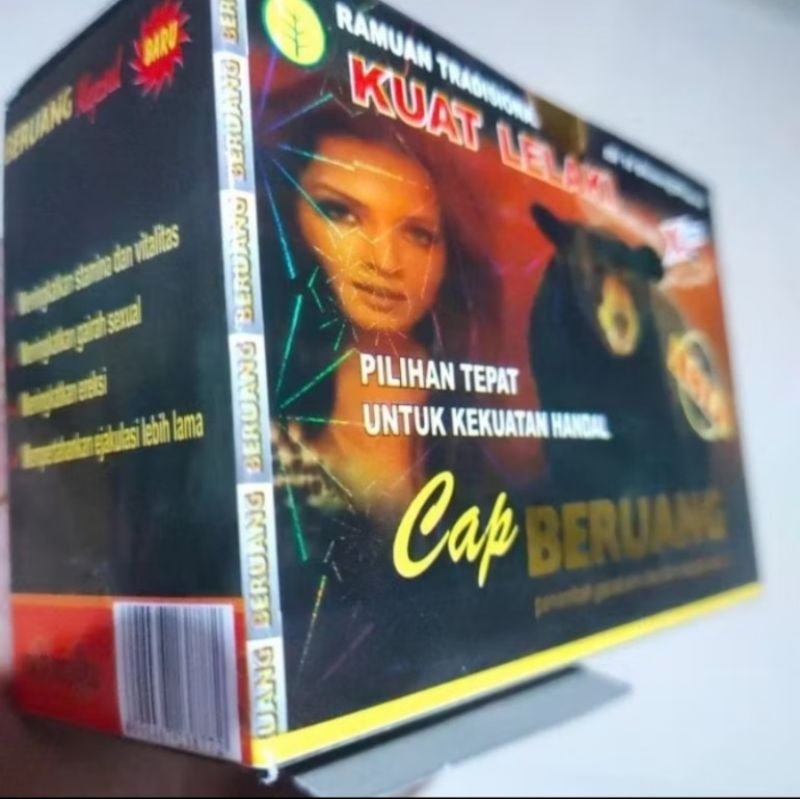 BERUANG
BARU
Meningkatkan stamina dan vitalitas
Meningkatkan gairah sexual
Meningkatkan ereksi
Mempertahankan ejakulasi lebih lama
BERUANG
BERUANG
BERUANG
BERUANG
BERUANG
UANG
RAMUAN TRADISIONAL
KUAT LELAKI
PILIHAN TEPAT
UNTUK KEKUATAN HANDAL
Cap BERUANG